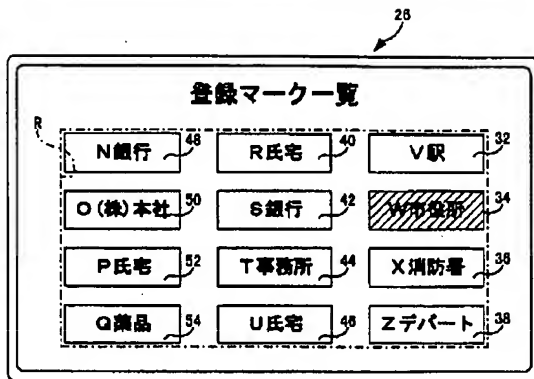 26
登録マーク一覧
R
N銀行 48 R氏宅 40 V駅 32
O(株)本社 50 S銀行 42 W市役所 34
P氏宅 52 T事務所 44 X消防署 36
Q薬品 54 U氏宅 46 Zデパート 38